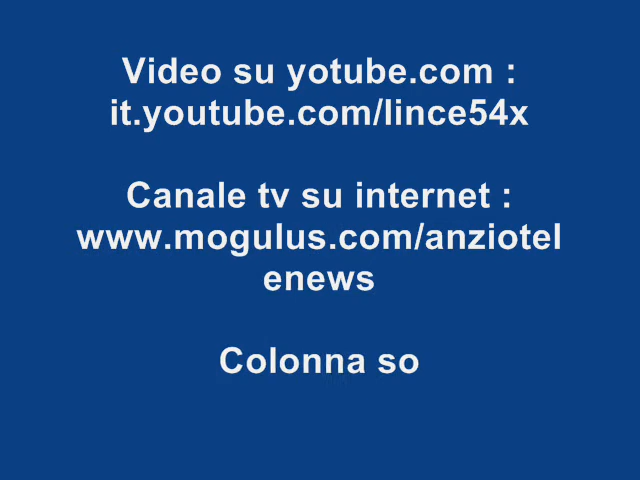 Video su yotube.com :
it.youtube.com/lince54x
Canale tv su internet :
www.mogulus.com/anziotel
enews
Colonna so